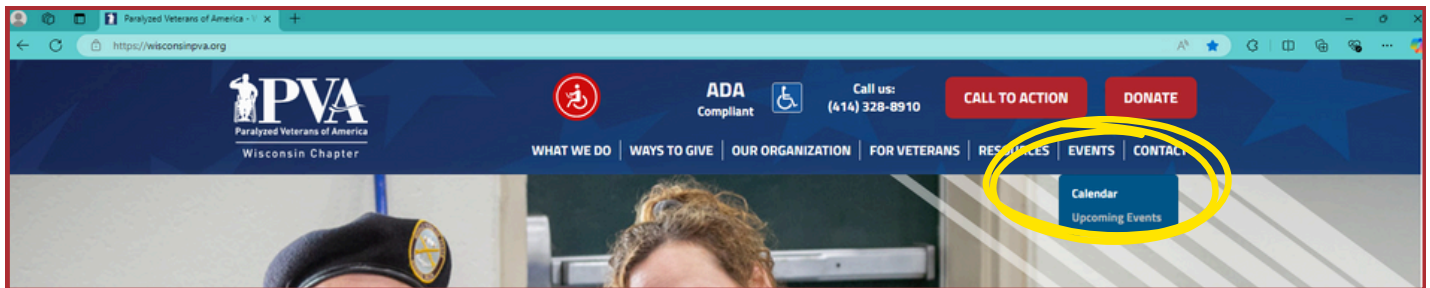 Paralyzed Veterans of America - V
https://wisconsinpva.org
PVA
Paralyzed Veterans of America
Wisconsin Chapter
ADA
Compliant
Call us:
(414) 328-8910
CALL TO ACTION
DONATE
WHAT WE DO | WAYS TO GIVE | OUR ORGANIZATION | FOR VETERANS | RESOURCES | EVENTS | CONTACT
Calendar
Upcoming Events